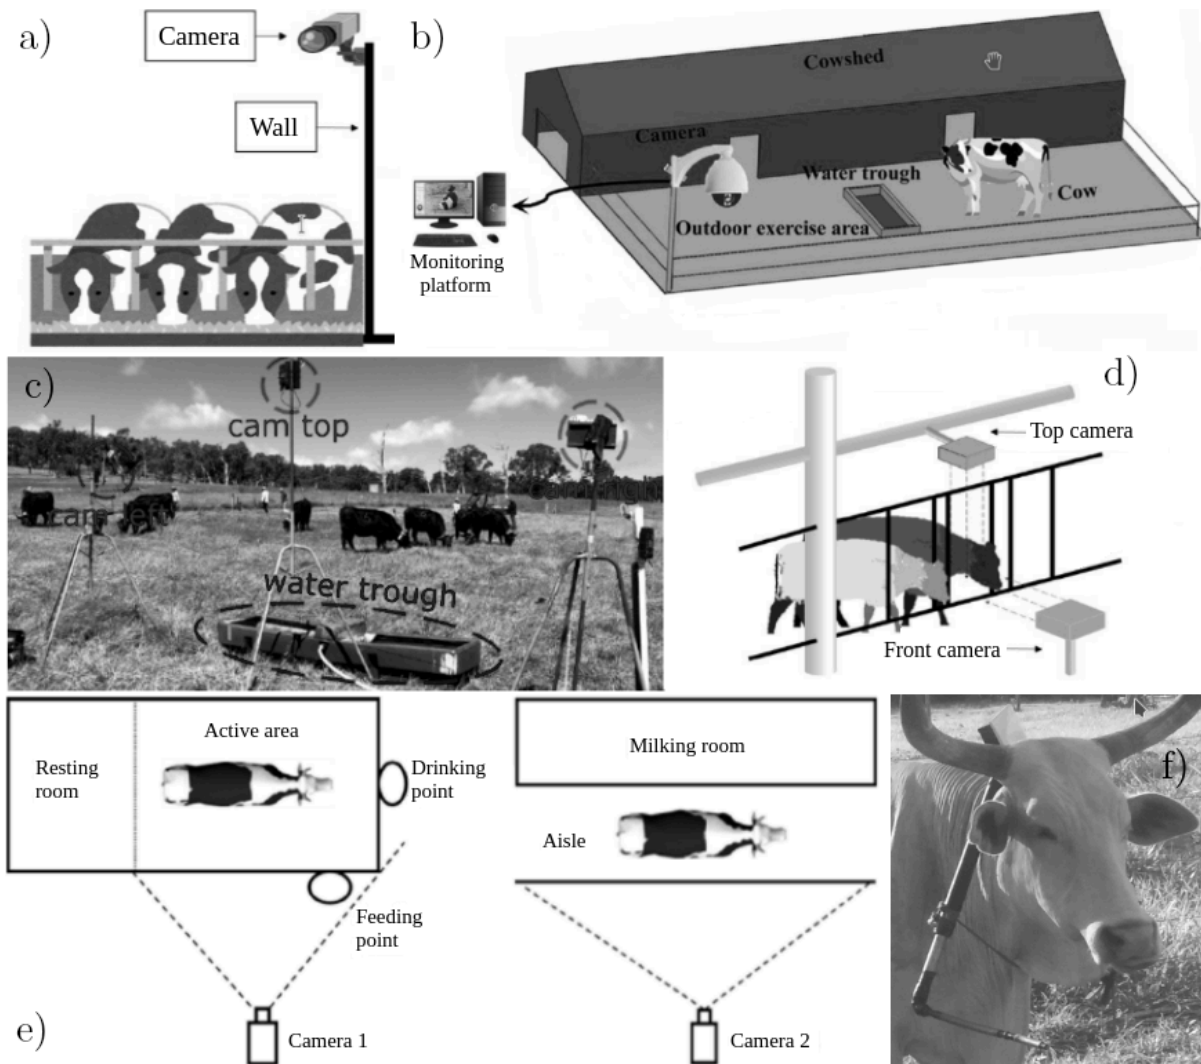 a)
Camera
Wall
b)
Cowshed
Camera
Water trough
Cow
Outdoor exercise area
Monitoring
platform
c)
cam top
water trough
d)
Top camera
Front camera
Active area
Resting
room
Drinking
point
Feeding
point
Camera 1
e)
Milking room
Aisle
Camera 2
f)